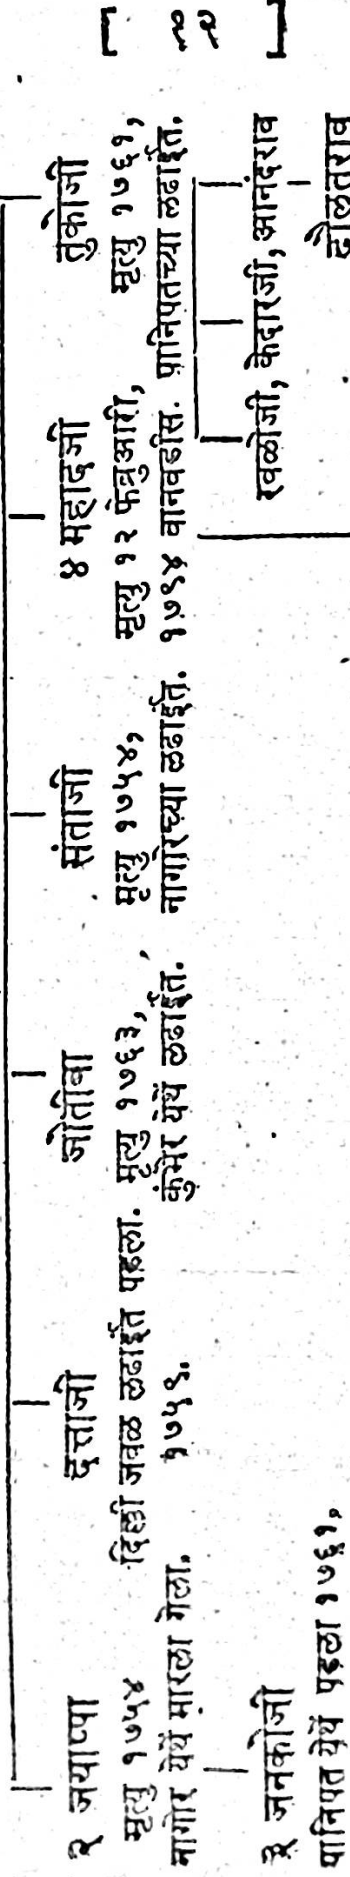 [ २२ ]
२ जयाप्पा
मृत्यु १७५४
नागोर येथें मारला गेला.
दत्ताजी
दिल्ली जवळ लढाईंत पडला.
१७५९.
जोतीबा
मृत्यु १७६३,
कुंभेर येथें लढाईंत.
संताजी
मृत्यु १७५४,
नागोरच्या लढाईंत.
४ महादजी
मृत्यु १२ फेब्रुआरी,
१७९४ वानवडीस.
तुकोजी
मृत्यु १७६१,
पानिपतच्या लढाईंत.
३ जनकोजी
पानिपत येथें पडला १७६१.
रवळोजी, केदारजी, आनंदराव
दौलतराव